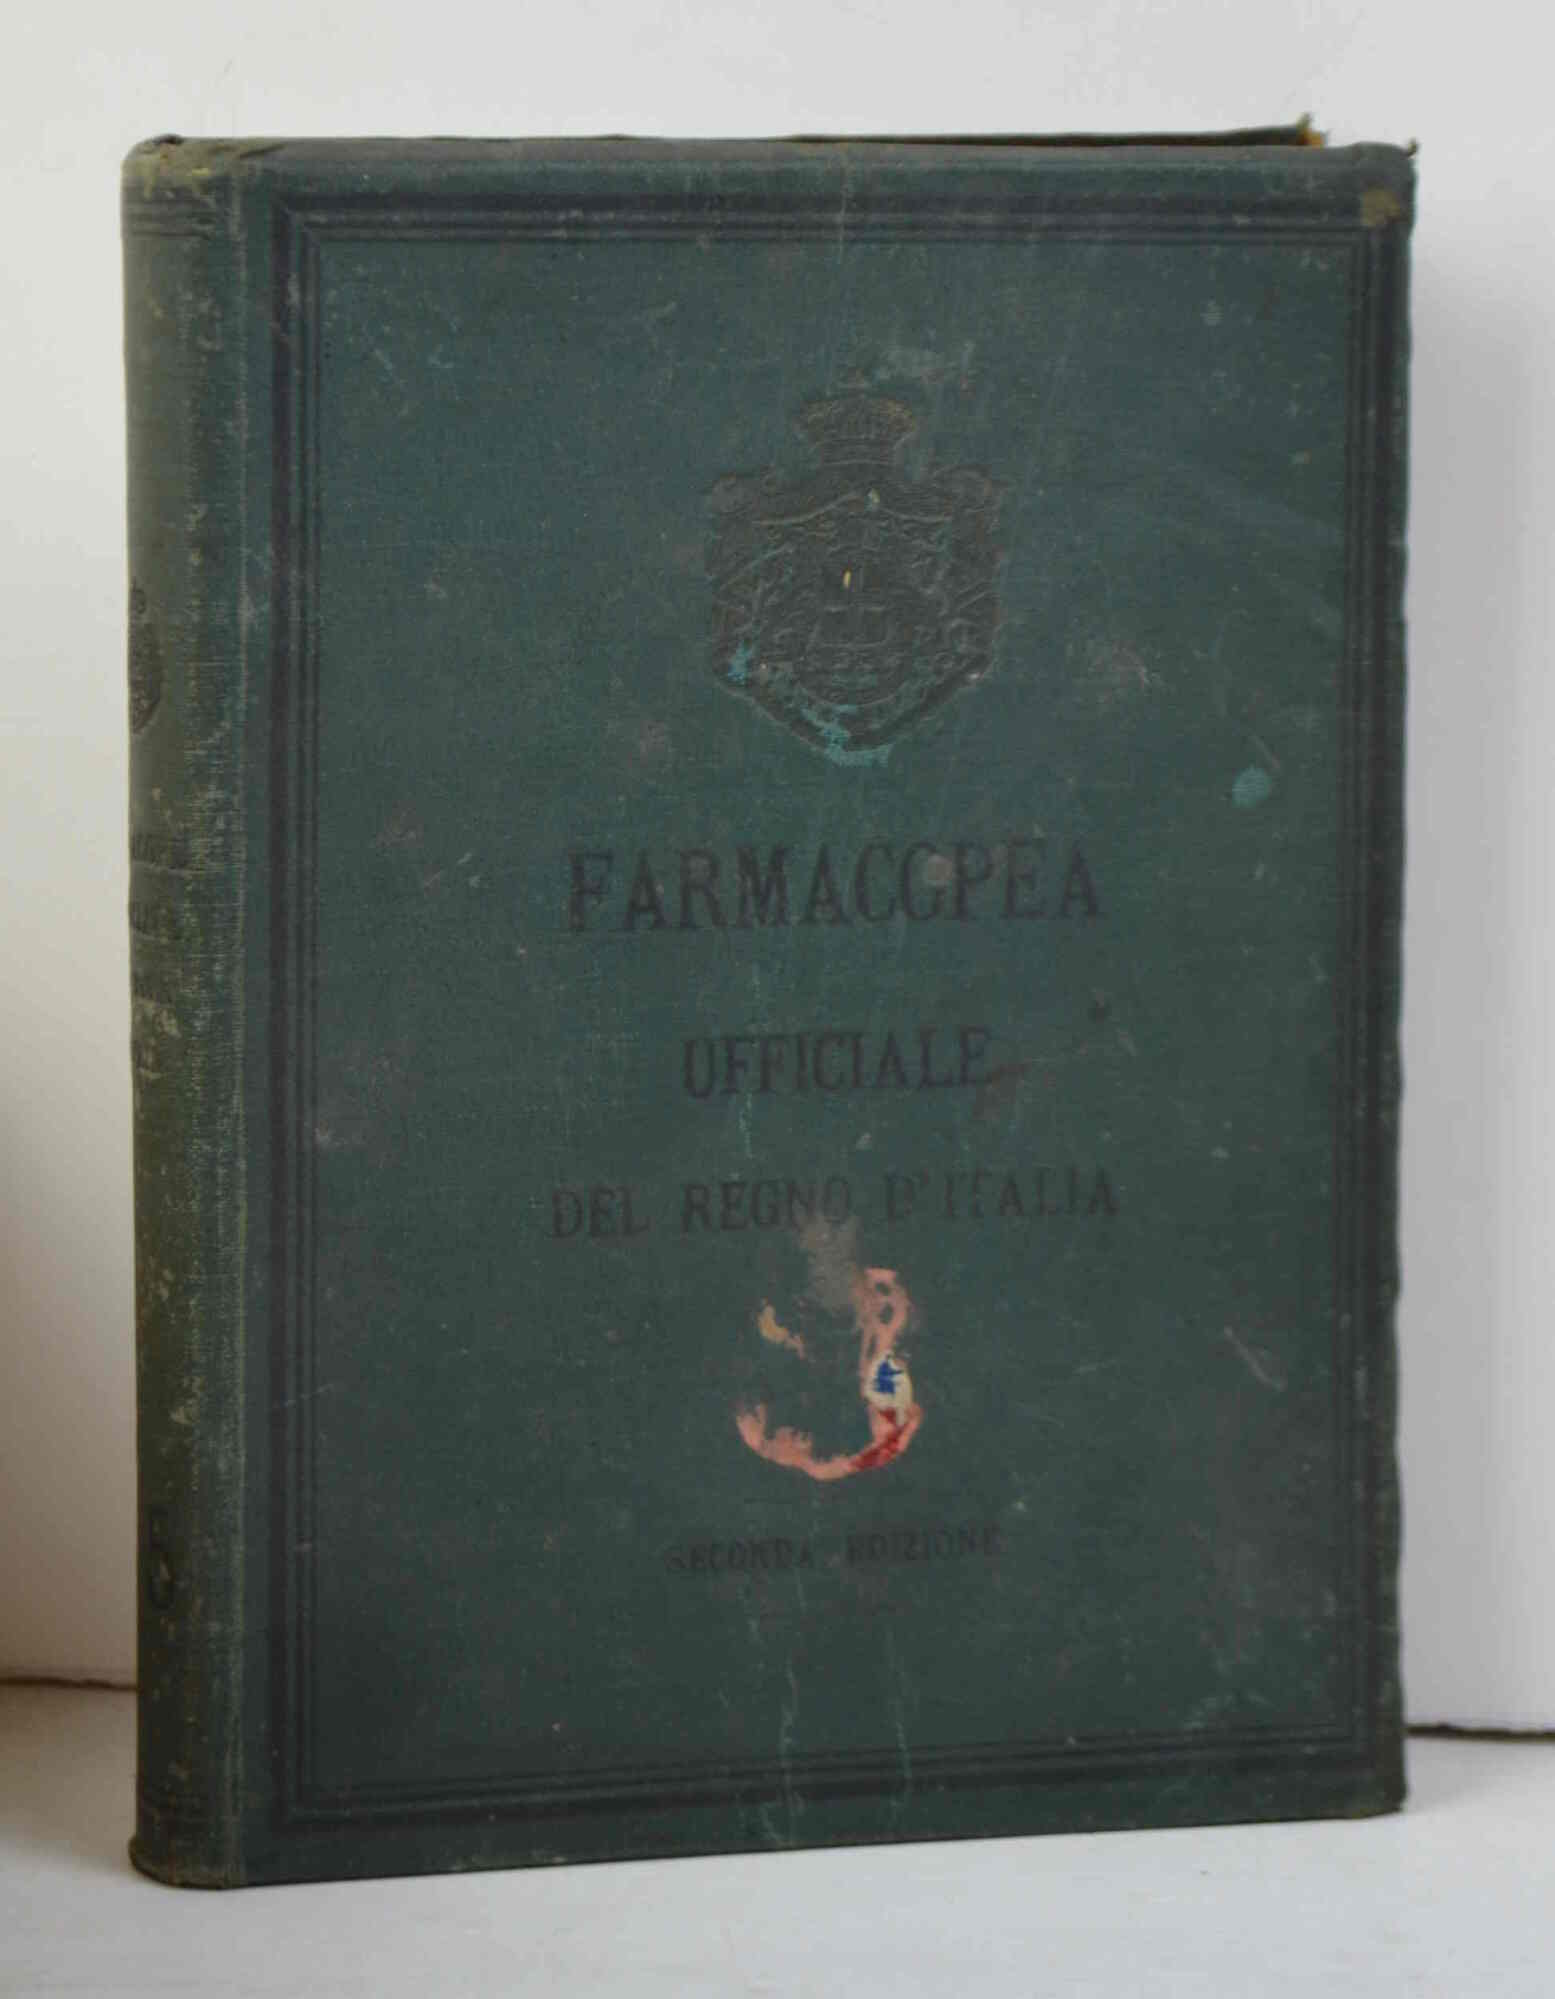 FARMACOPEA
UFFICIALE
DEL REGNO D'ITALIA
SECONDA EDIZIONE